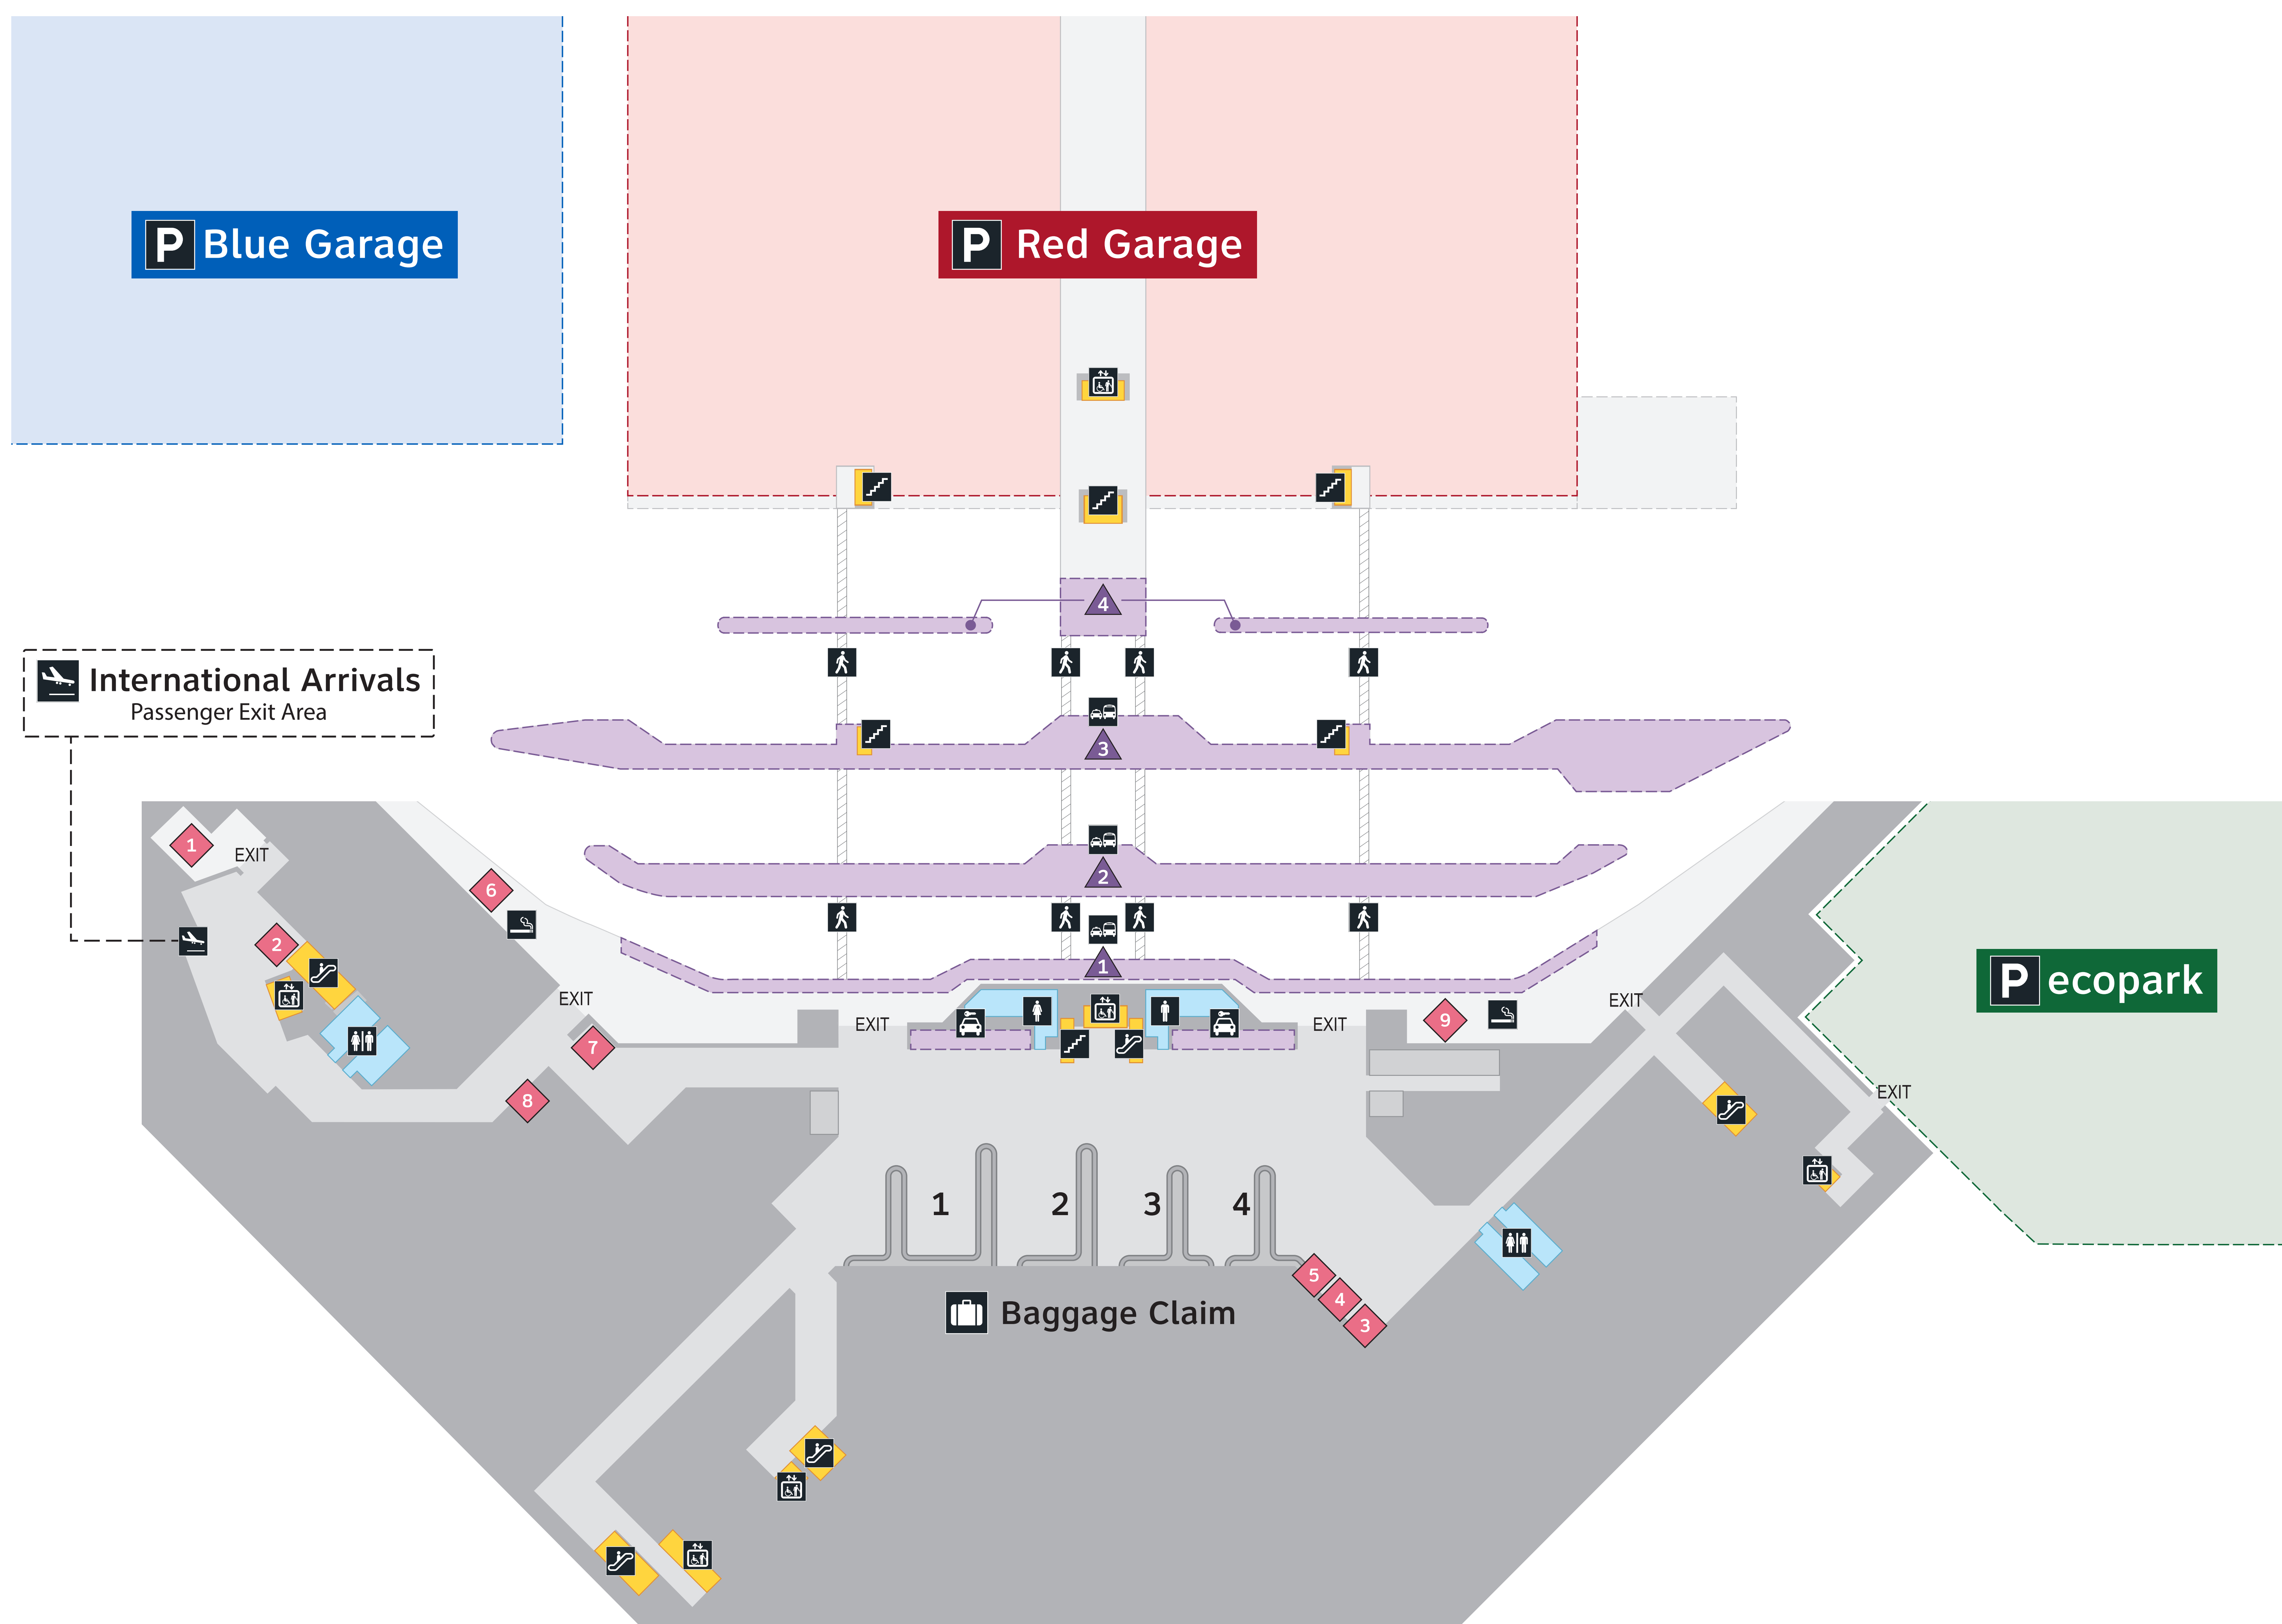 P Blue Garage
P Red Garage
4
International Arrivals
Passenger Exit Area
3
1
EXIT
2
6
2
1
P ecopark
EXIT
EXIT
EXIT
9
EXIT
7
8
EXIT
1
2
3
4
5
4
3
Baggage Claim